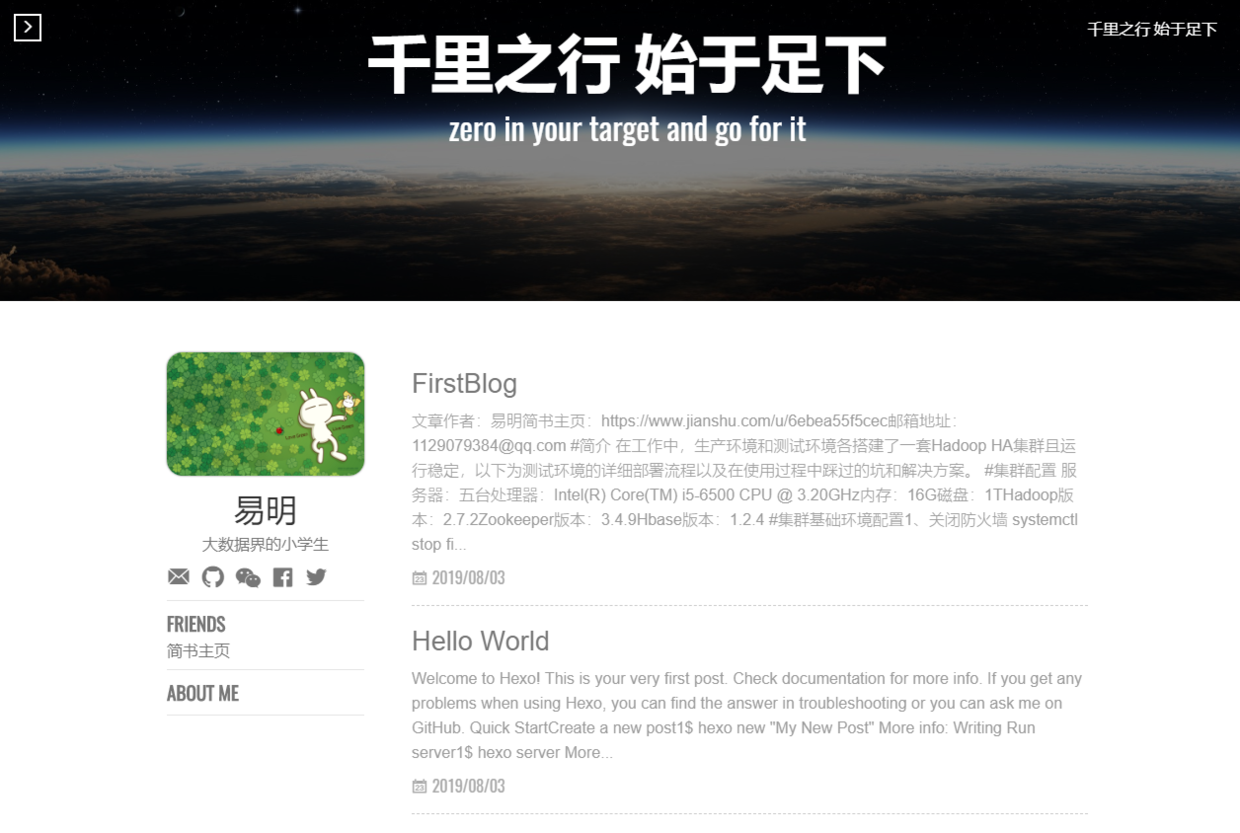 千里之行 始于足下
千里之行 始于足下
zero in your target and go for it
易明
大数据界的小学生
FRIENDS
简书主页
ABOUT ME
FirstBlog
文章作者：易明简书主页：https://www.jianshu.com/u/6ebea55f5cec邮箱地址：
1129079384@qq.com #简介 在工作中，生产环境和测试环境各搭建了一套Hadoop HA集群且运
行稳定，以下为测试环境的详细部署流程以及在使用过程中踩过的坑和解决方案。 #集群配置 服
务器：五台处理器：Intel(R) Core(TM) i5-6500 CPU @ 3.20GHz内存：16G磁盘：1THadoop版
本：2.7.2Zookeeper版本：3.4.9Hbase版本：1.2.4 #集群基础环境配置1、关闭防火墙 systemctl
stop fi...
2019/08/03
Hello World
Welcome to Hexo! This is your very first post. Check documentation for more info. If you get any
problems when using Hexo, you can find the answer in troubleshooting or you can ask me on
GitHub. Quick StartCreate a new post1$ hexo new "My New Post" More info: Writing Run
server1$ hexo server More...
2019/08/03